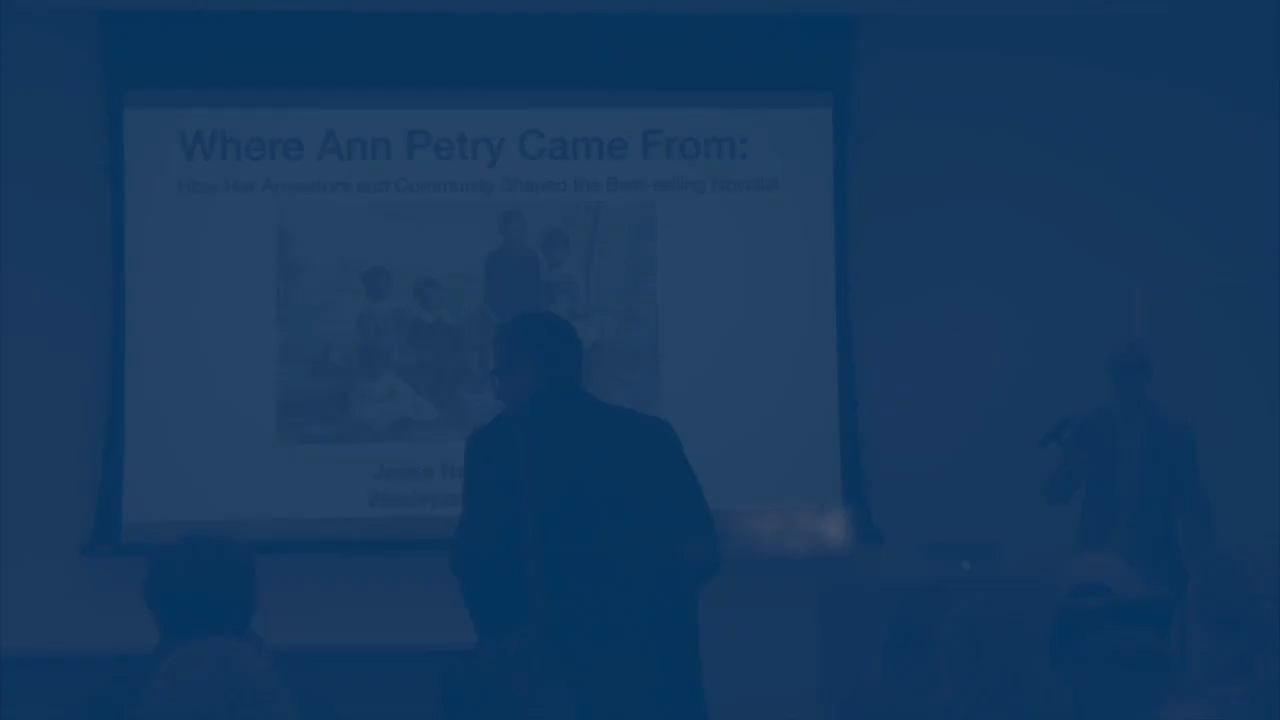 Where Ann Petry Came From:
How Her Ancestors and Community Shaped the Best-selling Novelist